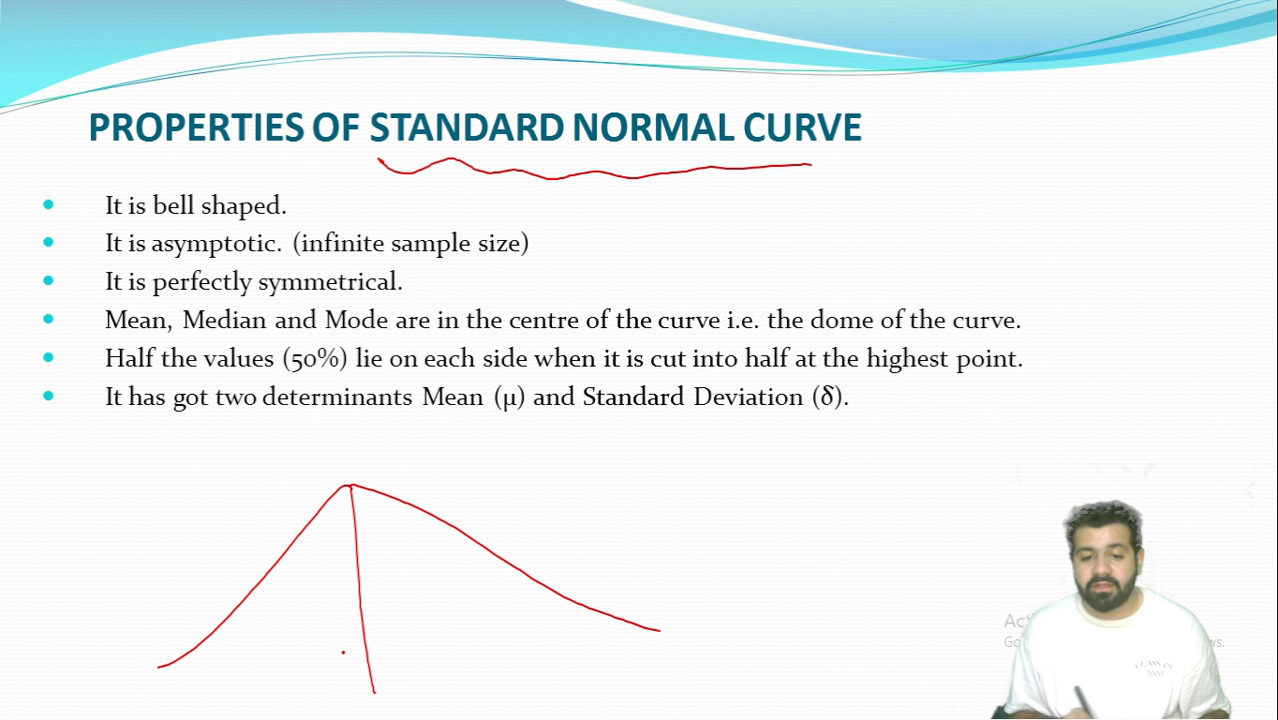 PROPERTIES OF STANDARD NORMAL CURVE
• It is bell shaped.
• It is asymptotic. (infinite sample size)
• It is perfectly symmetrical.
• Mean, Median and Mode are in the centre of the curve i.e. the dome of the curve.
• Half the values (50%) lie on each side when it is cut into half at the highest point.
• It has got two determinants Mean (μ) and Standard Deviation (δ).
CLASS OF